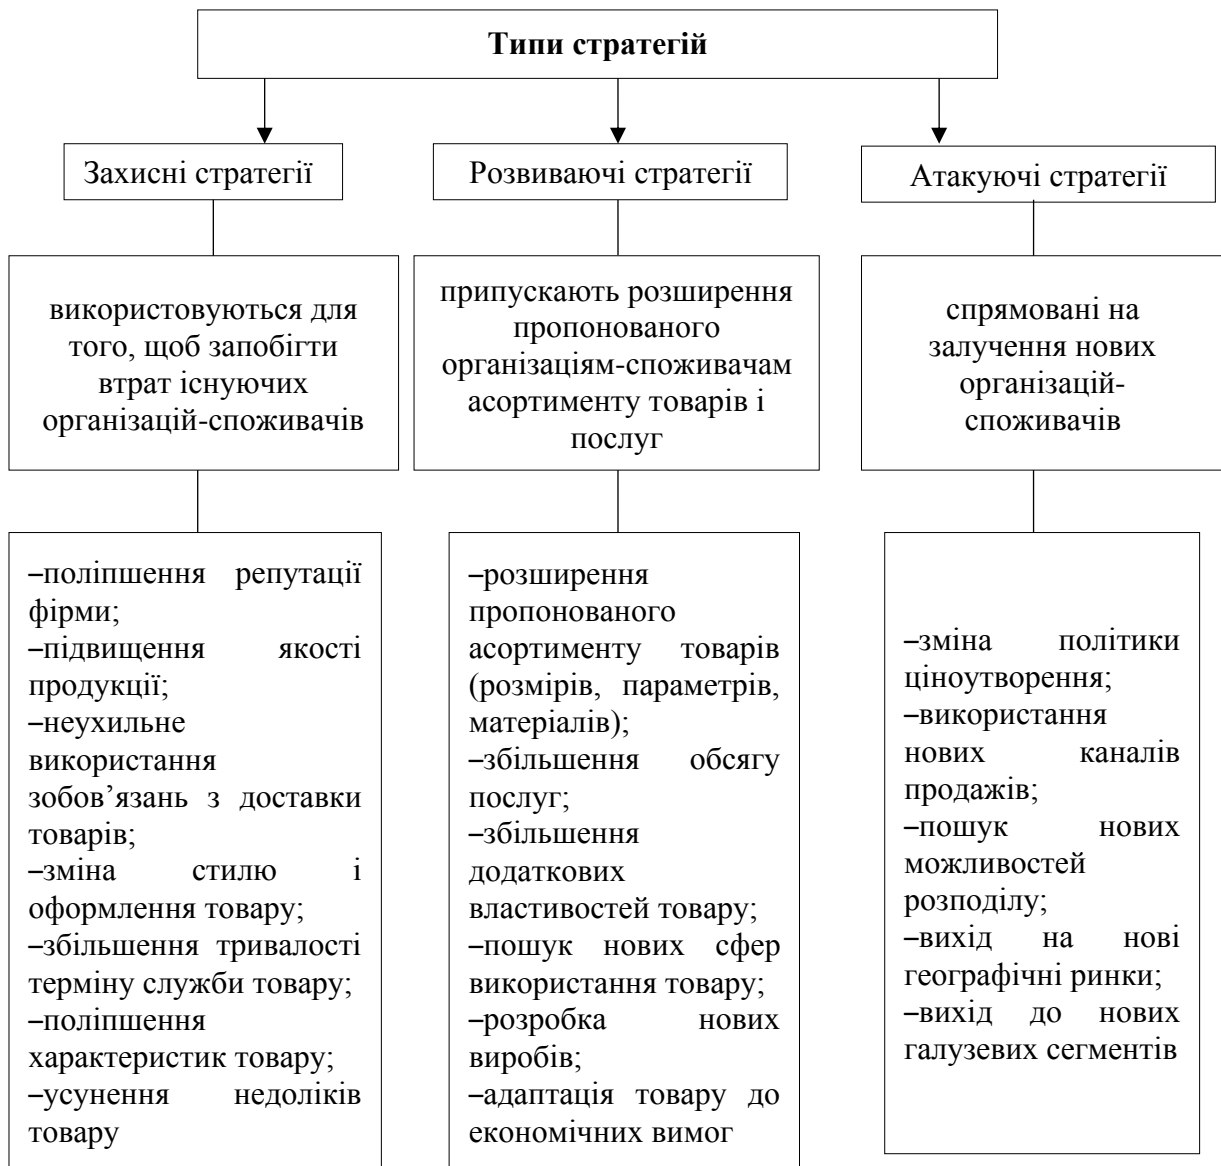 Типи стратегій
Захисні стратегії
Розвиваючі стратегії
Атакуючі стратегії
використовуються для
того, щоб запобігти
втрат існуючих
організацій-споживачів
припускають розширення
пропонованого
організаціям-споживачам
асортименту товарів і
послуг
спрямовані на
залучення нових
організацій-
споживачів
–поліпшення репутації
фірми;
–підвищення якості
продукції;
–неухильне
використання
зобов’язань з доставки
товарів;
–зміна стилю і
оформлення товару;
–збільшення тривалості
терміну служби товару;
–поліпшення
характеристик товару;
–усунення недоліків
товару
–розширення
пропонованого
асортименту товарів
(розмірів, параметрів,
матеріалів);
–збільшення обсягу
послуг;
–збільшення
додаткових
властивостей товару;
–пошук нових сфер
використання товару;
–розробка нових
виробів;
–адаптація товару до
економічних вимог
–зміна політики
ціноутворення;
–використання
нових каналів
продажів;
–пошук нових
можливостей
розподілу;
–вихід на нові
географічні ринки;
–вихід до нових
галузевих сегментів